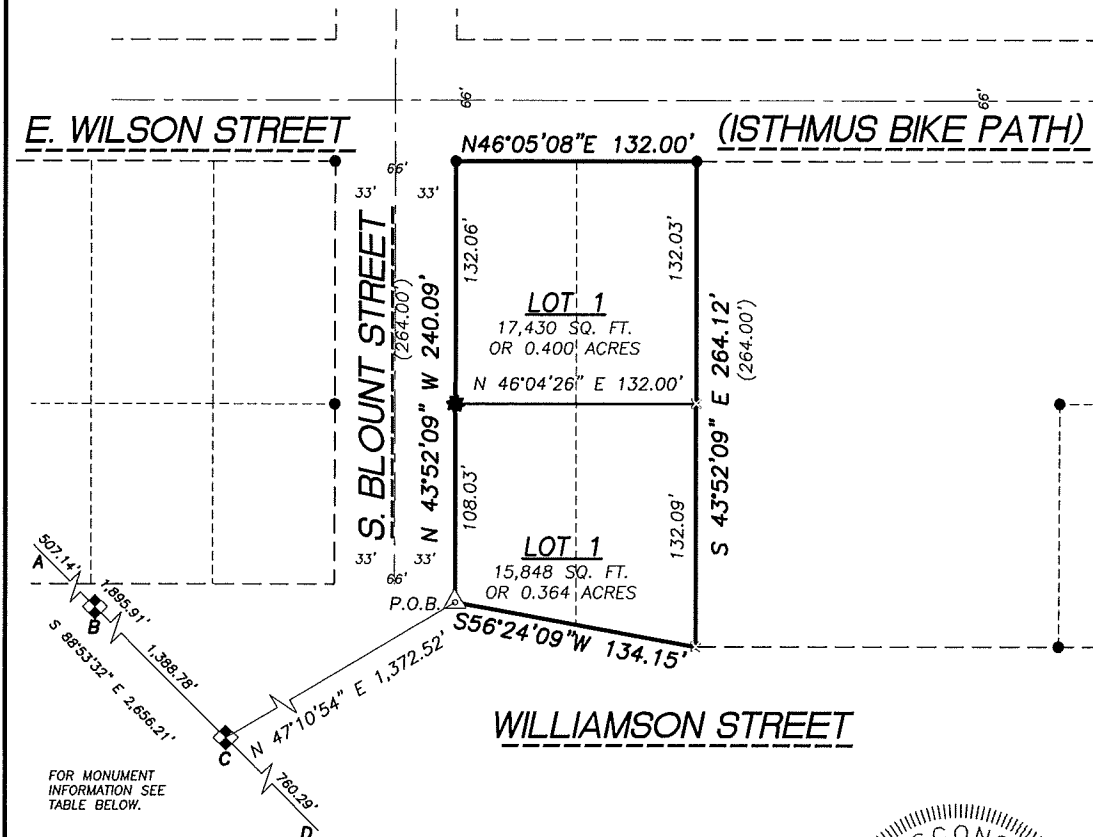 66'
66'
E. WILSON STREET
N46°05'08"E 132.00'
(ISTHMUS BIKE PATH)
66'
33'
33'
132.06'
132.03'
S. BLOUNT STREET
(264.00')
N 43°52'09" W 240.09'
LOT 1
17,430 SQ. FT.
OR 0.400 ACRES
S 43°52'09" E 264.12'
(264.00')
N 46°04'26" E 132.00'
108.03'
132.09'
LOT 1
15,848 SQ. FT.
OR 0.364 ACRES
33'
33'
66'
P.O.B.
S56°24'09"W 134.15'
507.14'
A
1,895.91'
B
S 88°53'32" E 2,656.21'
1,388.78'
N 47°10'54" E 1,372.52'
C
WILLIAMSON STREET
FOR MONUMENT
INFORMATION SEE
TABLE BELOW.
760.29'
D
SCONS